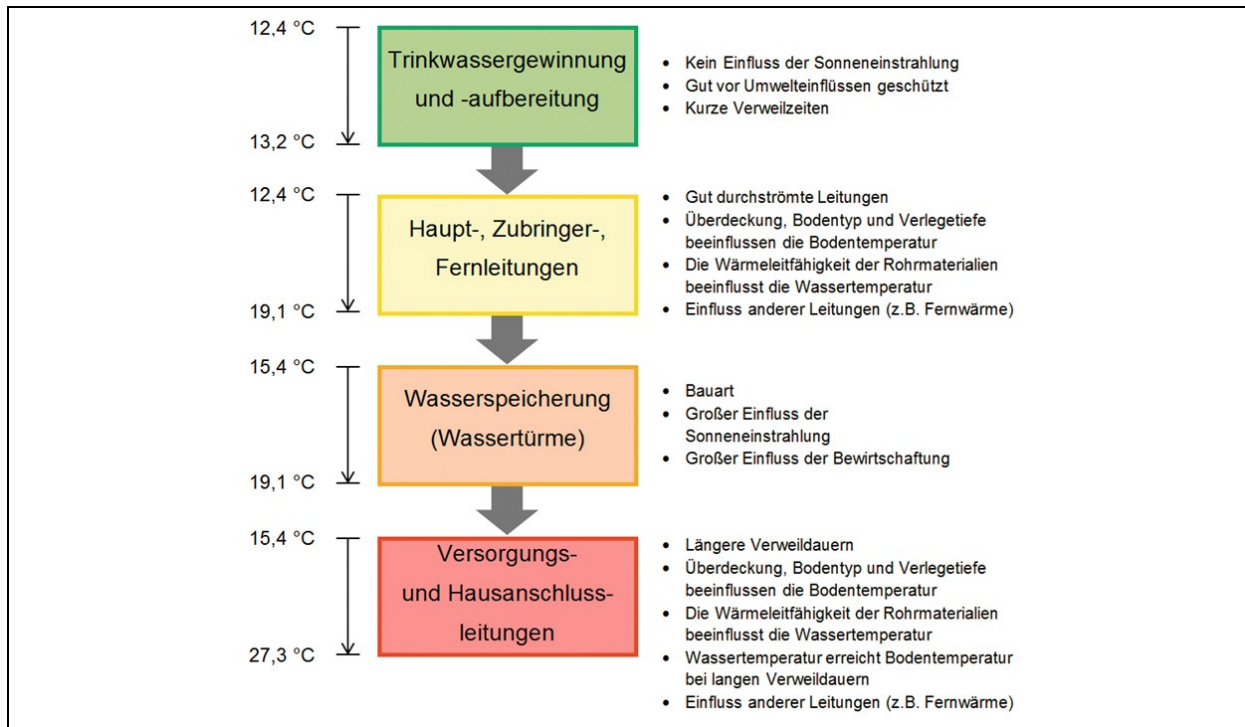 12,4 °C
Trinkwassergewinnung
und -aufbereitung
13,2 °C
• Kein Einfluss der Sonneneinstrahlung
• Gut vor Umwelteinflüssen geschützt
• Kurze Verweilzeiten
12,4 °C
Haupt-, Zubringer-,
Fernleitungen
19,1 °C
• Gut durchströmte Leitungen
• Überdeckung, Bodentyp und Verlegetiefe
beeinflussen die Bodentemperatur
• Die Wärmeleitfähigkeit der Rohrmaterialien
beeinflusst die Wassertemperatur
• Einfluss anderer Leitungen (z.B. Fernwärme)
15,4 °C
Wasserspeicherung
(Wassertürme)
19,1 °C
• Bauart
• Großer Einfluss der
Sonneneinstrahlung
• Großer Einfluss der Bewirtschaftung
15,4 °C
Versorgungs-
und Hausanschluss-
leitungen
27,3 °C
• Längere Verweildauern
• Überdeckung, Bodentyp und Verlegetiefe
beeinflussen die Bodentemperatur
• Die Wärmeleitfähigkeit der Rohrmaterialien
beeinflusst die Wassertemperatur
• Wassertemperatur erreicht Bodentemperatur
bei langen Verweildauern
• Einfluss anderer Leitungen (z.B. Fernwärme)